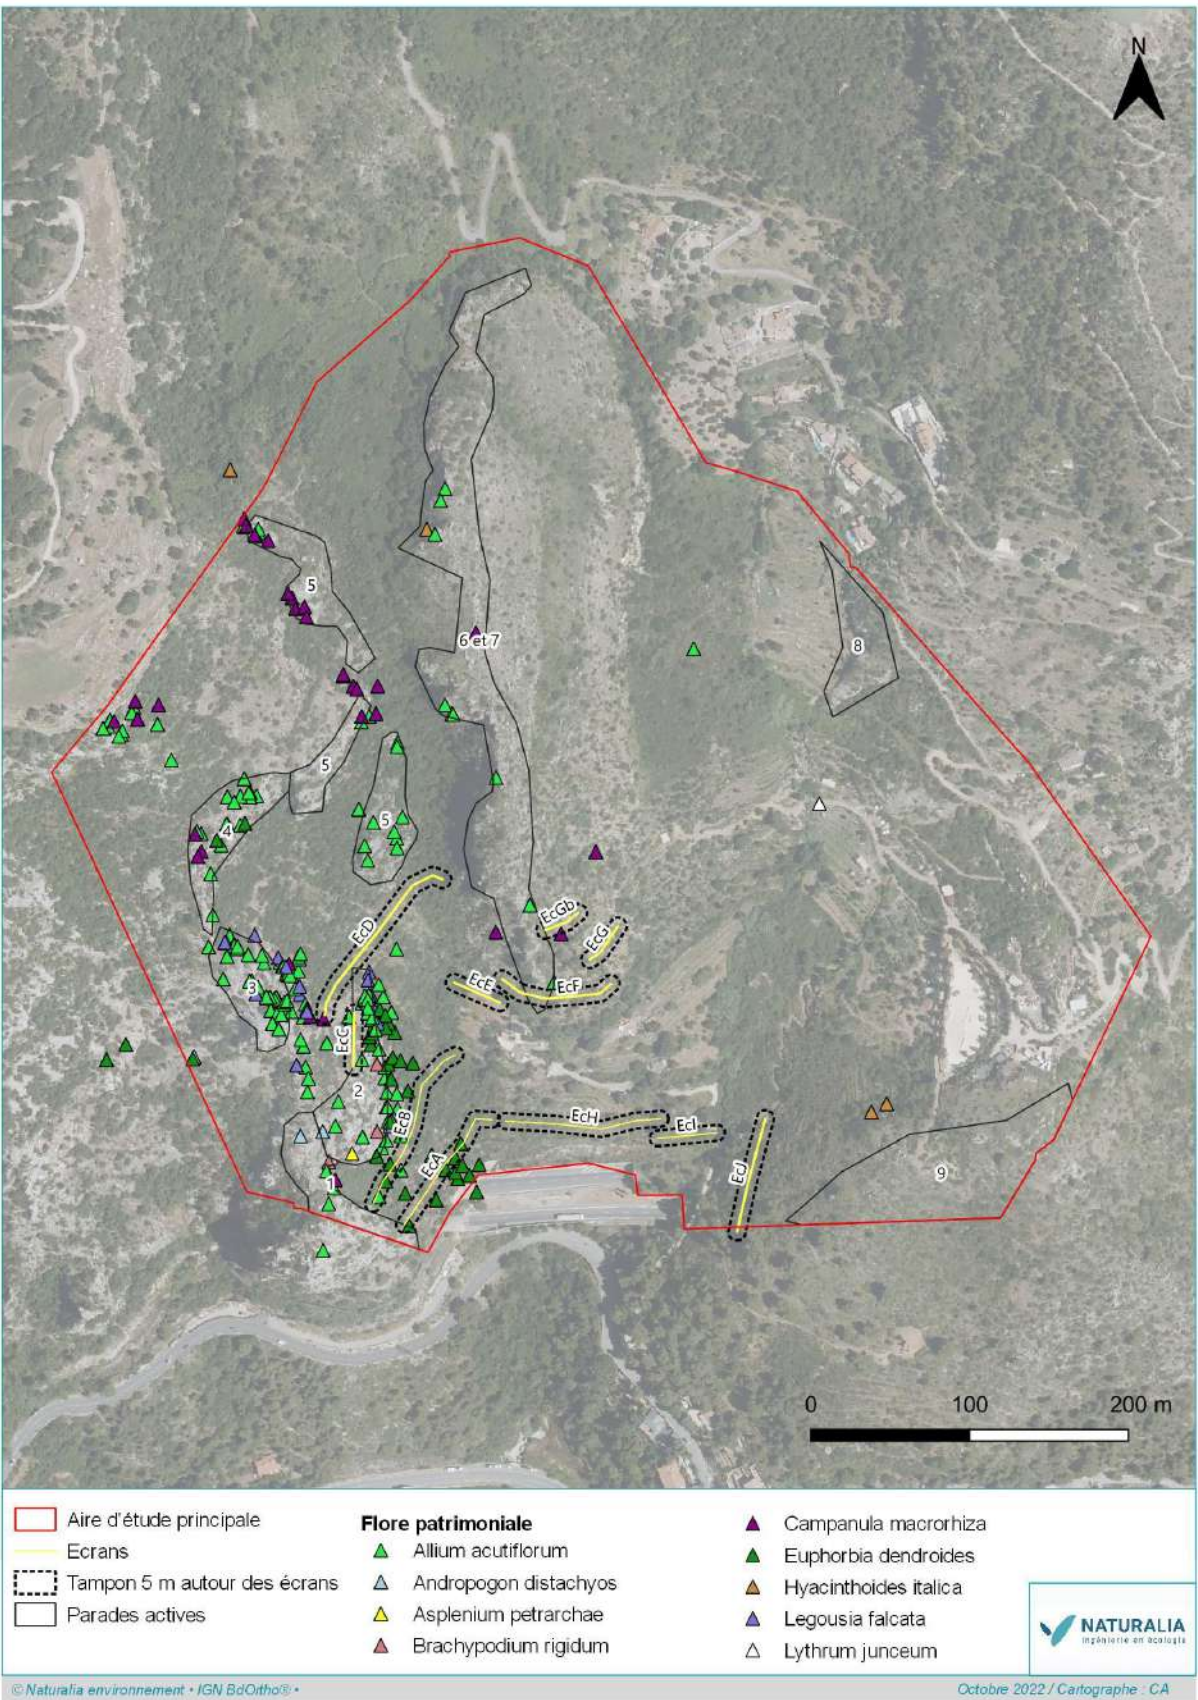 N
5
6 et 7
8
5
5
4
EcGb
EcD
EcG
EcE
EcF
3
EcC
2
EcB
EcH
EcI
EcA
EcJ
9
1
0 100 200 m
Aire d'étude principale
Ecrans
Tampon 5 m autour des écrans
Parades actives
Flore patrimoniale
Allium acutiflorum
Andropogon distachyos
Asplenium petrarchae
Brachypodium rigidum
Campanula macrorhiza
Euphorbia dendroides
Hyacinthoides italica
Legousia falcata
Lythrum junceum
NATURALIA
Ingénierie en écologie
© Naturalia environnement • IGN BdOrtho® •
Octobre 2022 / Cartographe : CA